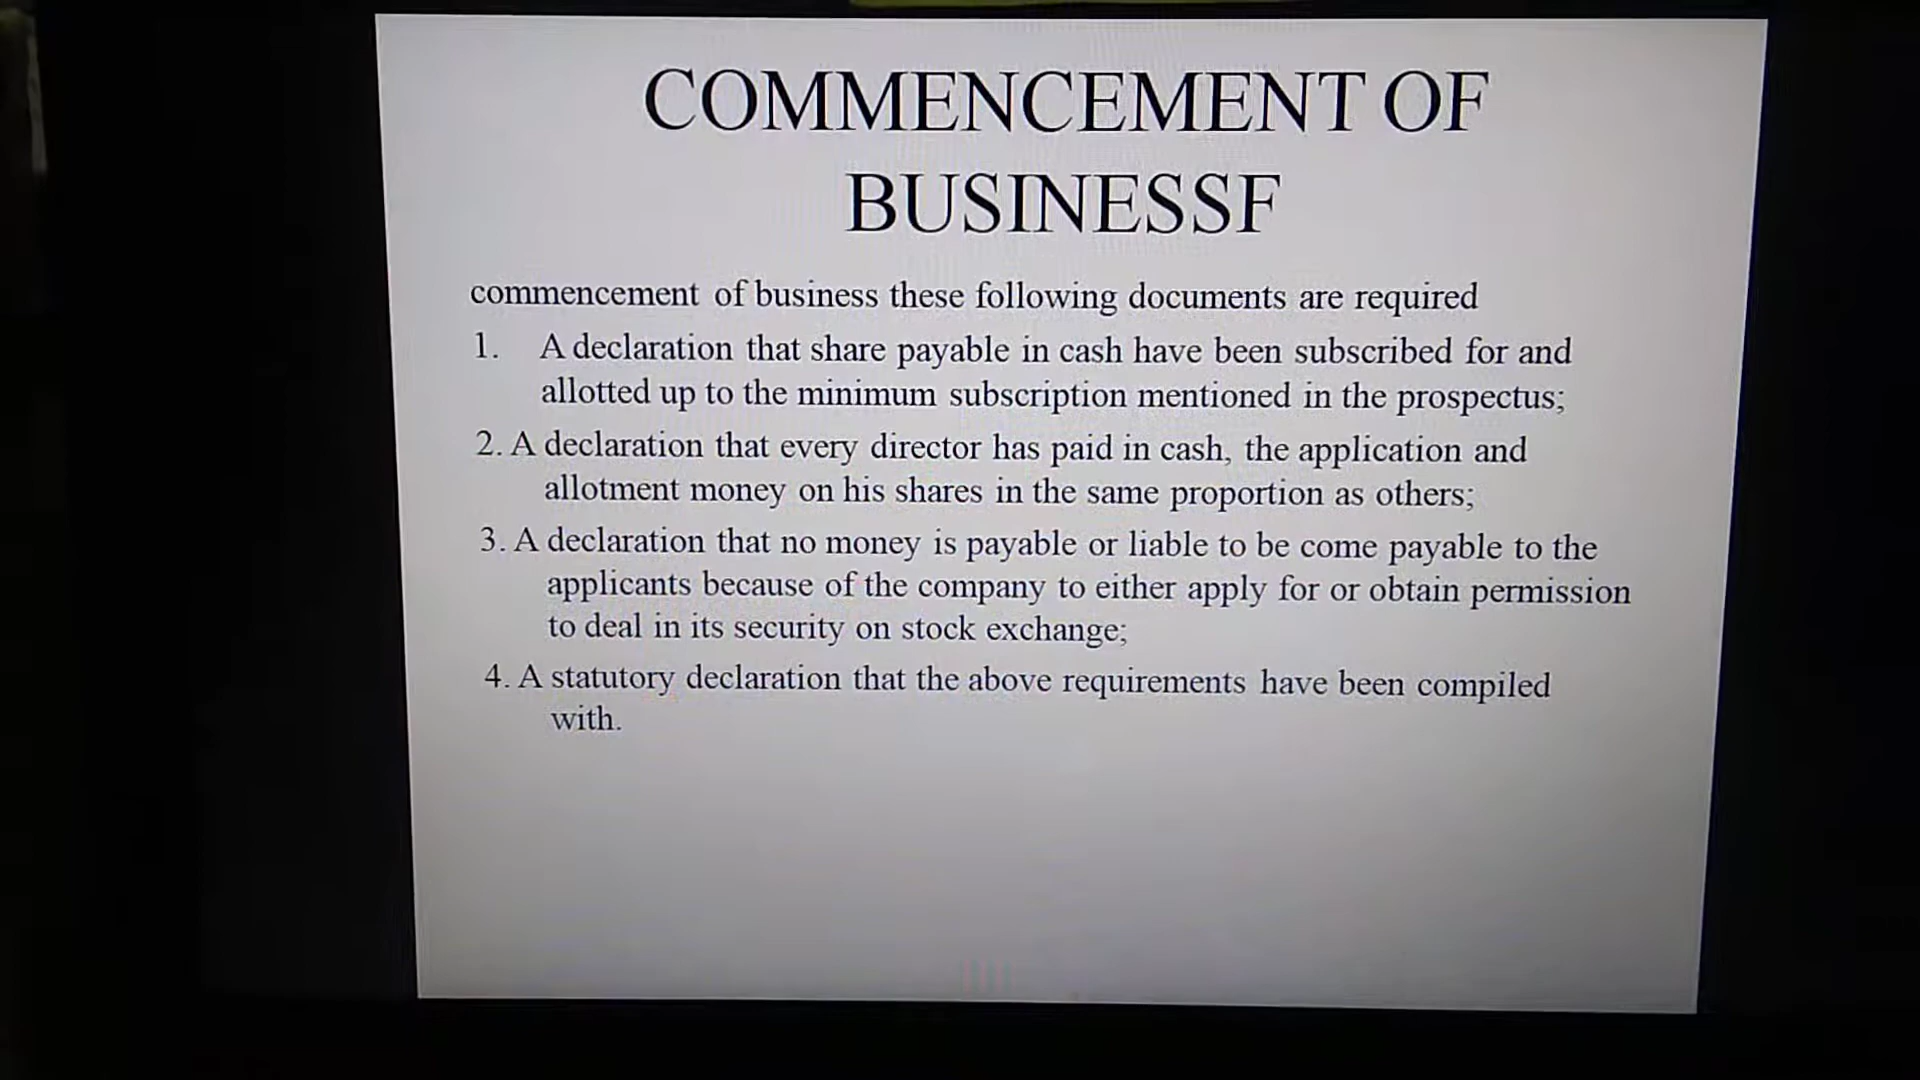 COMMENCEMENT OF
BUSINESSF
commencement of business these following documents are required
1. A declaration that share payable in cash have been subscribed for and
allotted up to the minimum subscription mentioned in the prospectus;
2. A declaration that every director has paid in cash, the application and
allotment money on his shares in the same proportion as others;
3. A declaration that no money is payable or liable to be come payable to the
applicants because of the company to either apply for or obtain permission
to deal in its security on stock exchange;
4. A statutory declaration that the above requirements have been compiled
with.